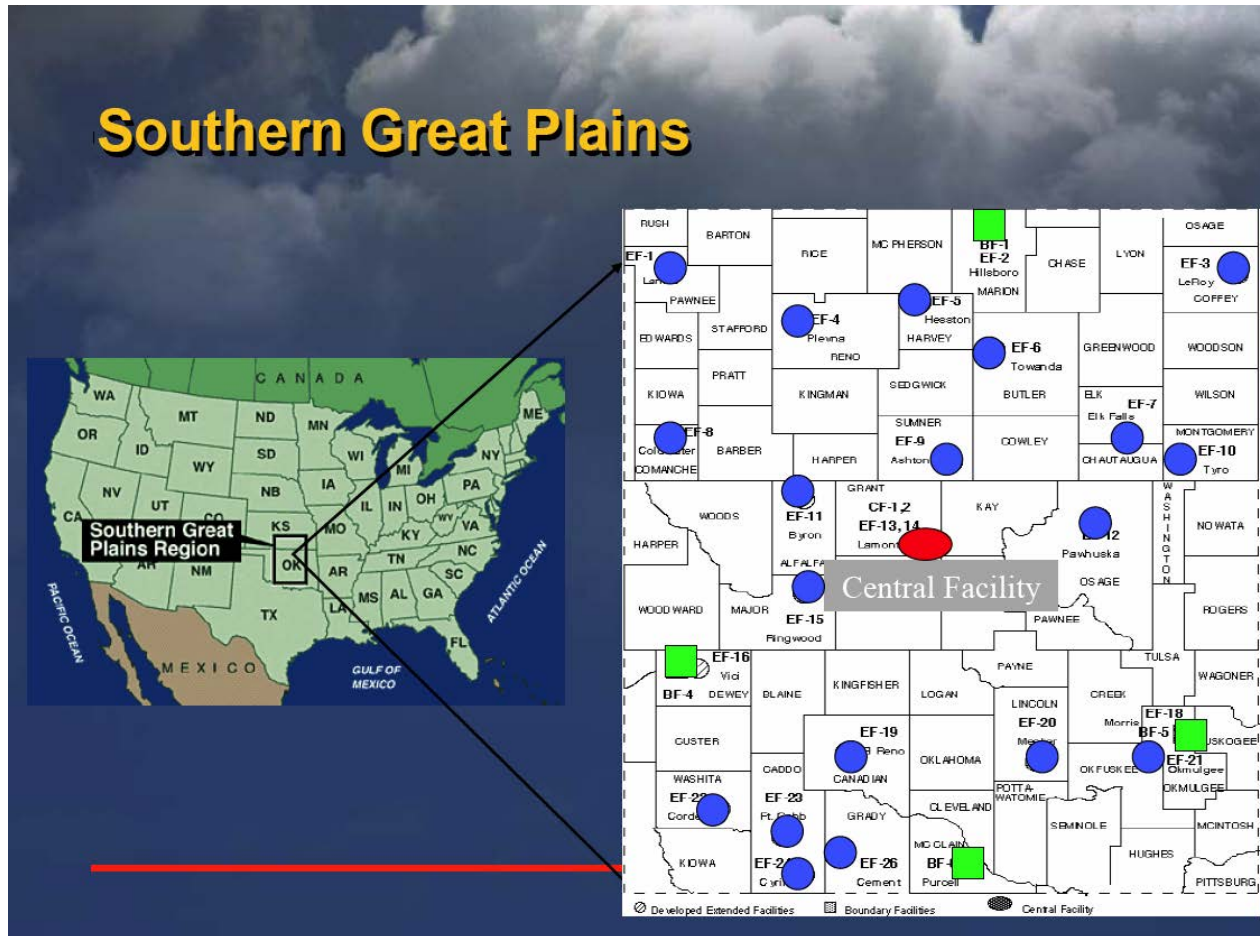 Southern Great Plains
CANADA
WA
MT
ND
MN
ME
OR
ID
SD
WI
MI
NY
WY
NV
UT
NB
IA
IL
IN
OH
PA
CA
KS
MO
KY
WV
VA
Southern Great
Plains Region
OK
AR
TN
NC
SC
NM
TX
LA
MS
AL
GA
FL
PACIFIC OCEAN
ATLANTIC OCEAN
MEXICO
GULF OF
MEXICO
RUSH
BARTON
RICE
MC PHERSON
BF-1
EF-2
Hillsboro
MARION
CHASE
LYON
OSAGE
EF-1
PAWNEE
EF-3
LeRoy
COFFEY
EDWARDS
STAFFORD
EF-4
Plevna
RENO
EF-5
Hesston
HARVEY
EF-6
Towanda
BUTLER
GREENWOOD
WOODSON
KIOWA
PRATT
KINGMAN
SEDGWICK
ELK
EF-7
Elk Falls
WILSON
EF-8
COMANCHE
BARBER
HARPER
SUMNER
EF-9
Ashton
COWLEY
CHAUTAUQUA
MONTGOMERY
EF-10
Tyro
HARPER
WOODS
EF-11
Byron
ALFALFA
GRANT
CF-1,2
EF-13, 14
Lamont
KAY
Pawhuska
OSAGE
WASHINGTON
NOWATA
Central Facility
WOODWARD
MAJOR
EF-15
Ringwood
PAWNEE
ROGERS
EF-16
Vici
BF-4
DEWEY
BLAINE
KINGFISHER
LOGAN
PAYNE
TULSA
WAGONER
CREEK
LINCOLN
EF-20
Morris
EF-18
BF-5
CUSTER
EF-19
CANADIAN
OKLAHOMA
OKFUSKEE
EF-21
Okmulgee
OKMULGEE
WASHITA
CADDO
EF-23
GRADY
CLEVELAND
POTTA-
WATOMIE
SEMINOLE
MCINTOSH
KIOWA
EF-26
Cement
MC CLAIN
Purcell
HUGHES
PITTSBURG
Developed Extended Facilities
Boundary Facilities
Central Facility